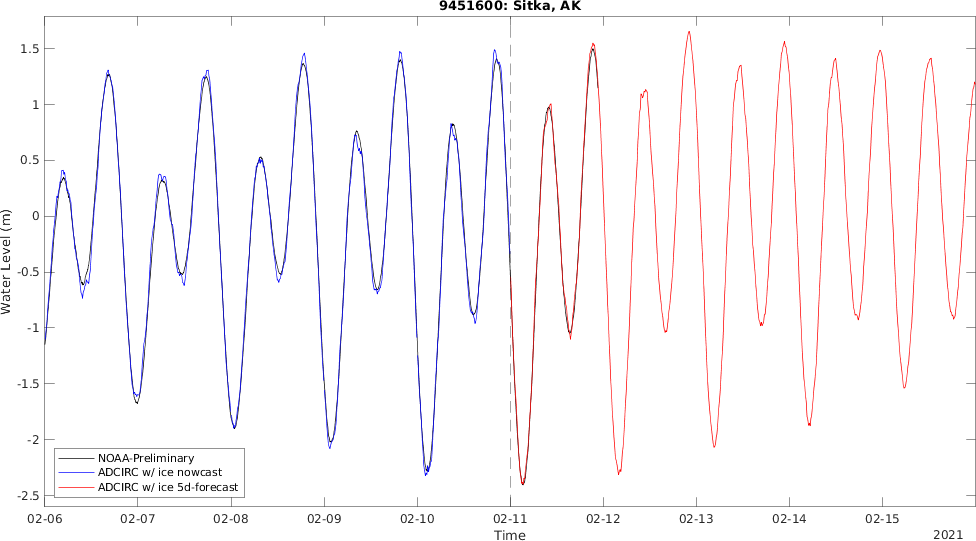 9451600: Sitka, AK
1.5
1
0.5
0
-0.5
-1
-1.5
-2
-2.5
Water Level (m)
NOAA-Preliminary
ADCIRC w/ ice nowcast
ADCIRC w/ ice 5d-forecast
02-06 02-07 02-08 02-09 02-10 02-11 02-12 02-13 02-14 02-15
Time
2021